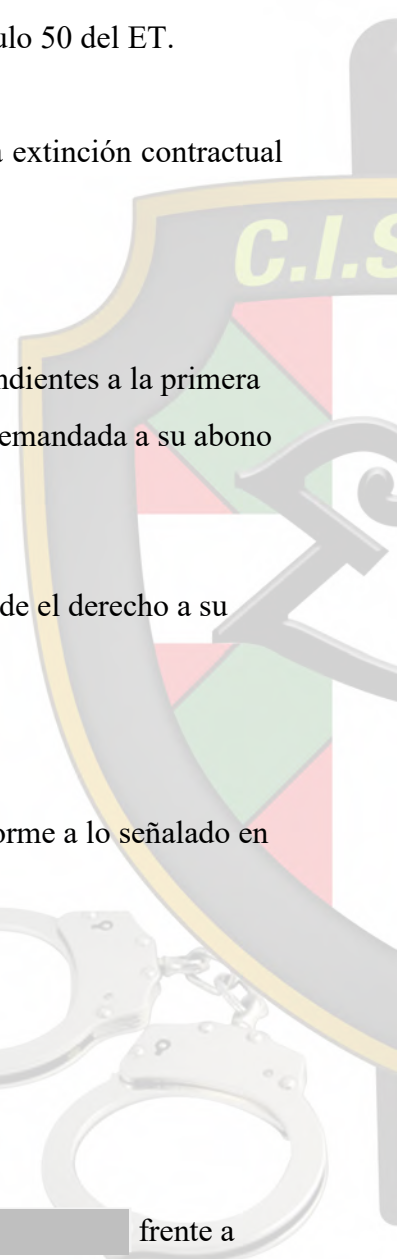 ulo 50 del ET.
a extinción contractual
C.I.S
ndientes a la primera
emandada a su abono
de el derecho a su
orme a lo señalado en
frente a